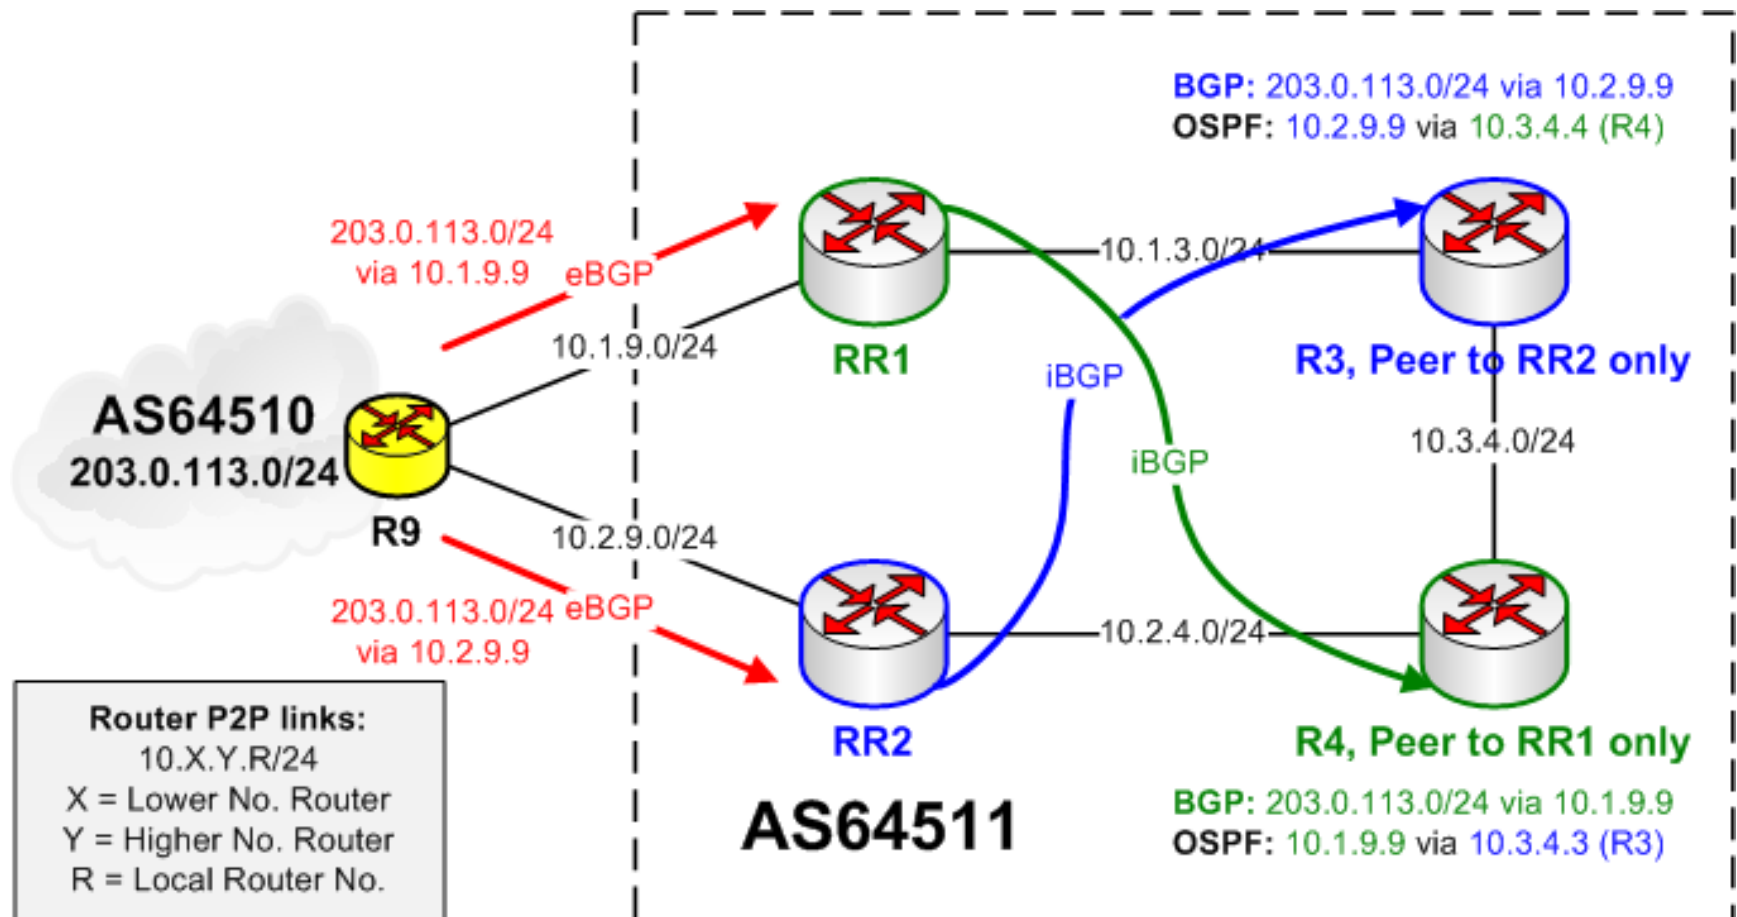 BGP: 203.0.113.0/24 via 10.2.9.9
OSPF: 10.2.9.9 via 10.3.4.4 (R4)
203.0.113.0/24
via 10.1.9.9
eBGP
10.1.3.0/24
10.1.9.0/24
RR1
R3, Peer to RR2 only
iBGP
AS64510
203.0.113.0/24
10.3.4.0/24
iBGP
R9
10.2.9.0/24
203.0.113.0/24
via 10.2.9.9
eBGP
10.2.4.0/24
RR2
R4, Peer to RR1 only
Router P2P links:
10.X.Y.R/24
X = Lower No. Router
Y = Higher No. Router
R = Local Router No.
AS64511
BGP: 203.0.113.0/24 via 10.1.9.9
OSPF: 10.1.9.9 via 10.3.4.3 (R3)